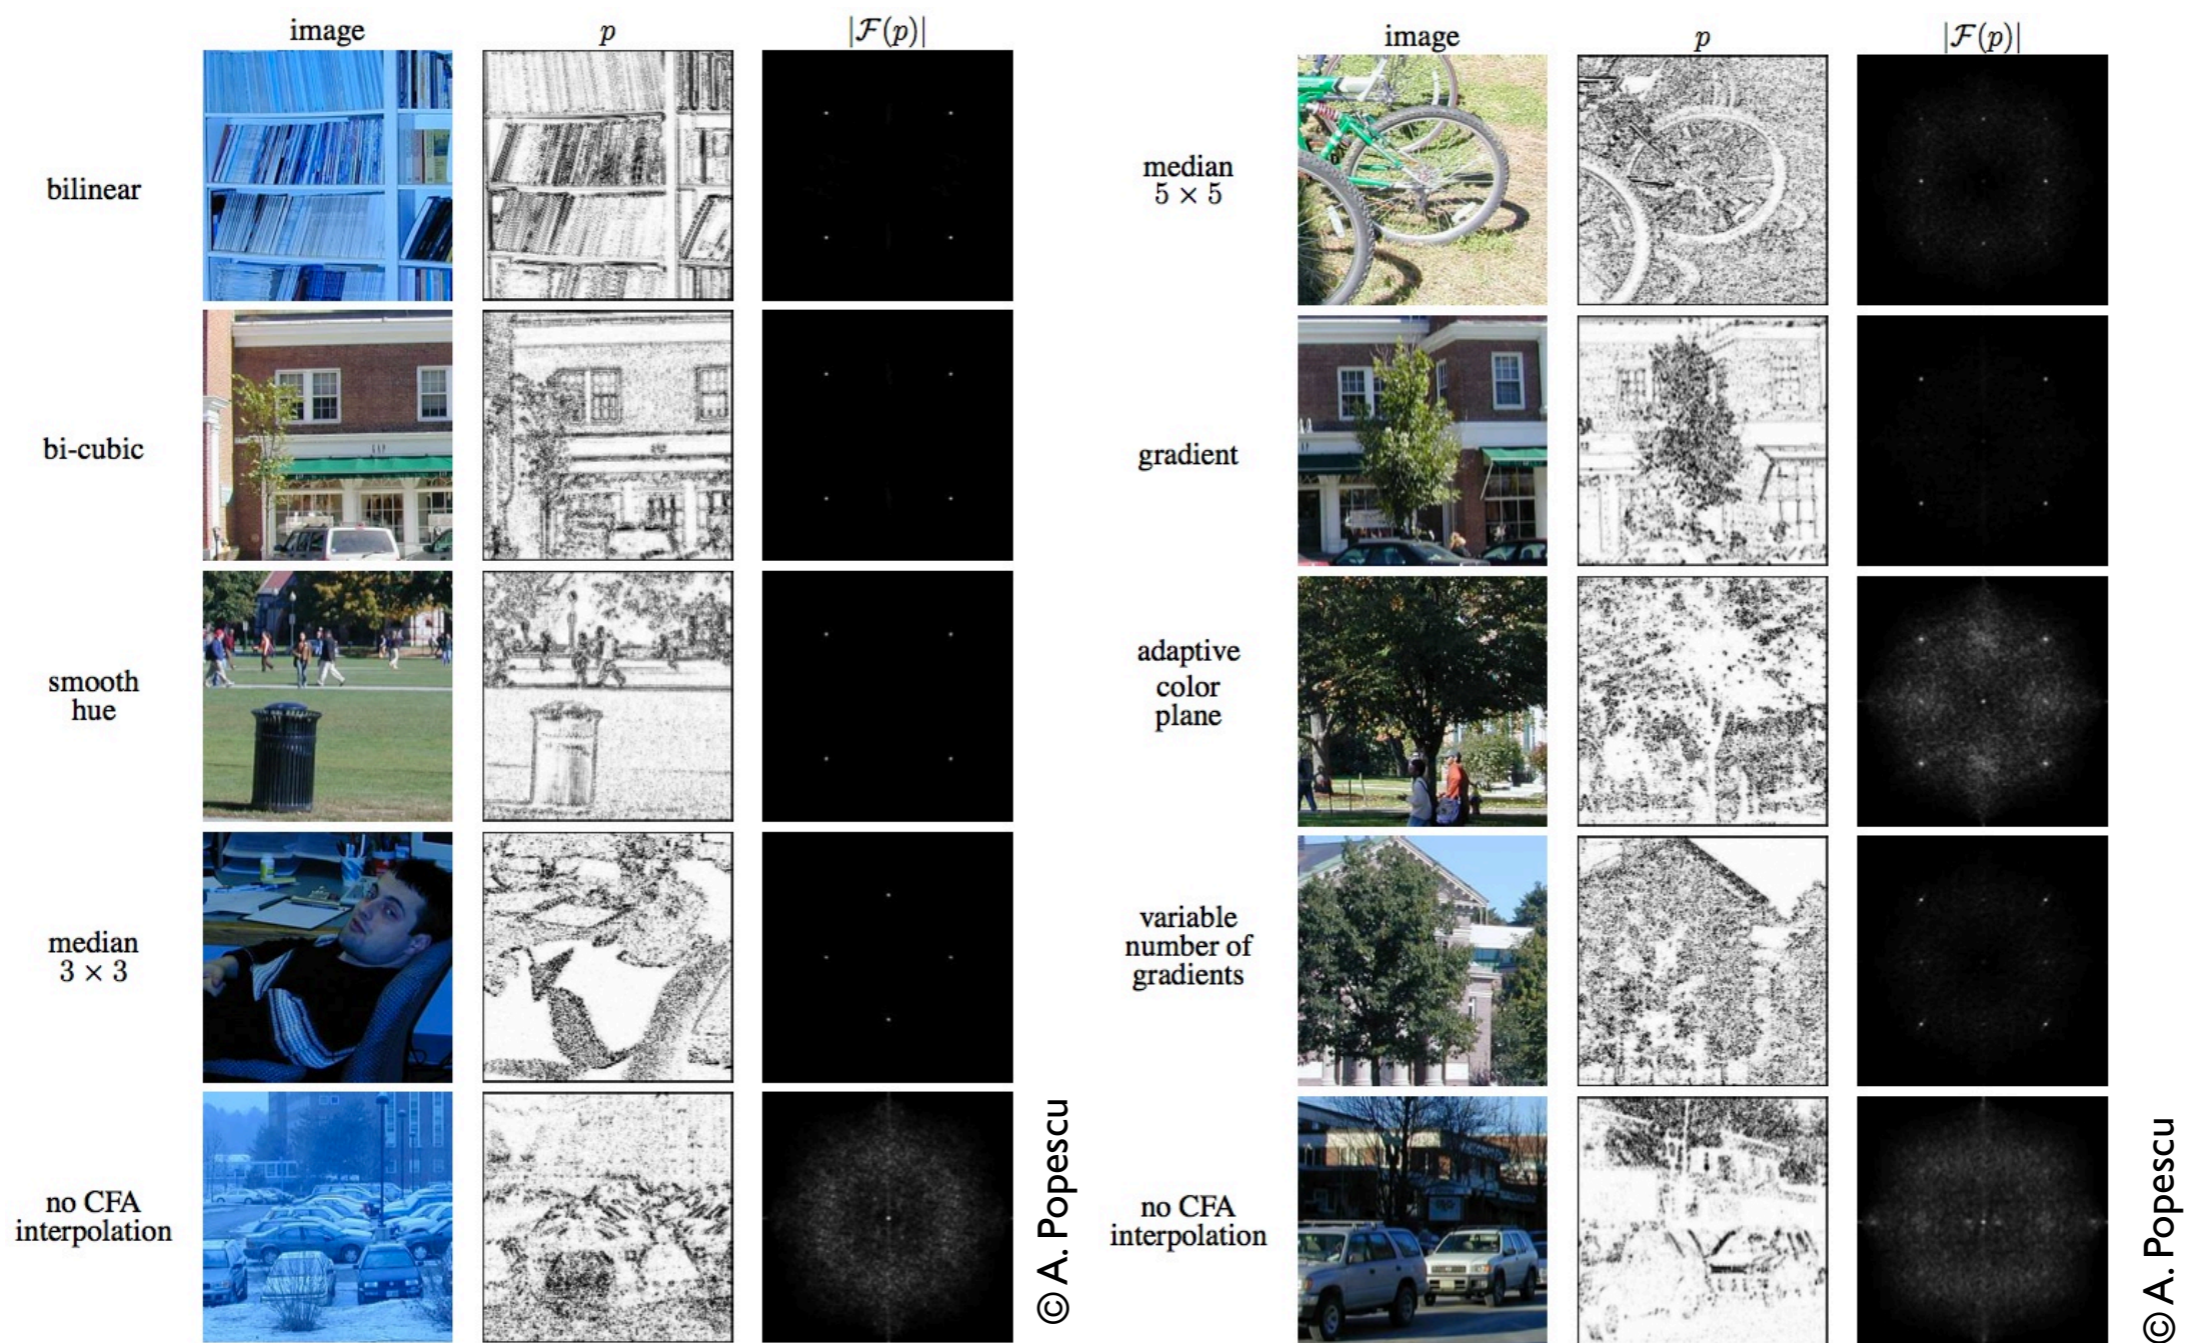 image
p
|𝓕(p)|
bilinear
bi-cubic
smooth
hue
median
3 × 3
no CFA
interpolation
© A. Popescu
image
p
|𝓕(p)|
median
5 × 5
gradient
adaptive
color
plane
variable
number of
gradients
no CFA
interpolation
© A. Popescu